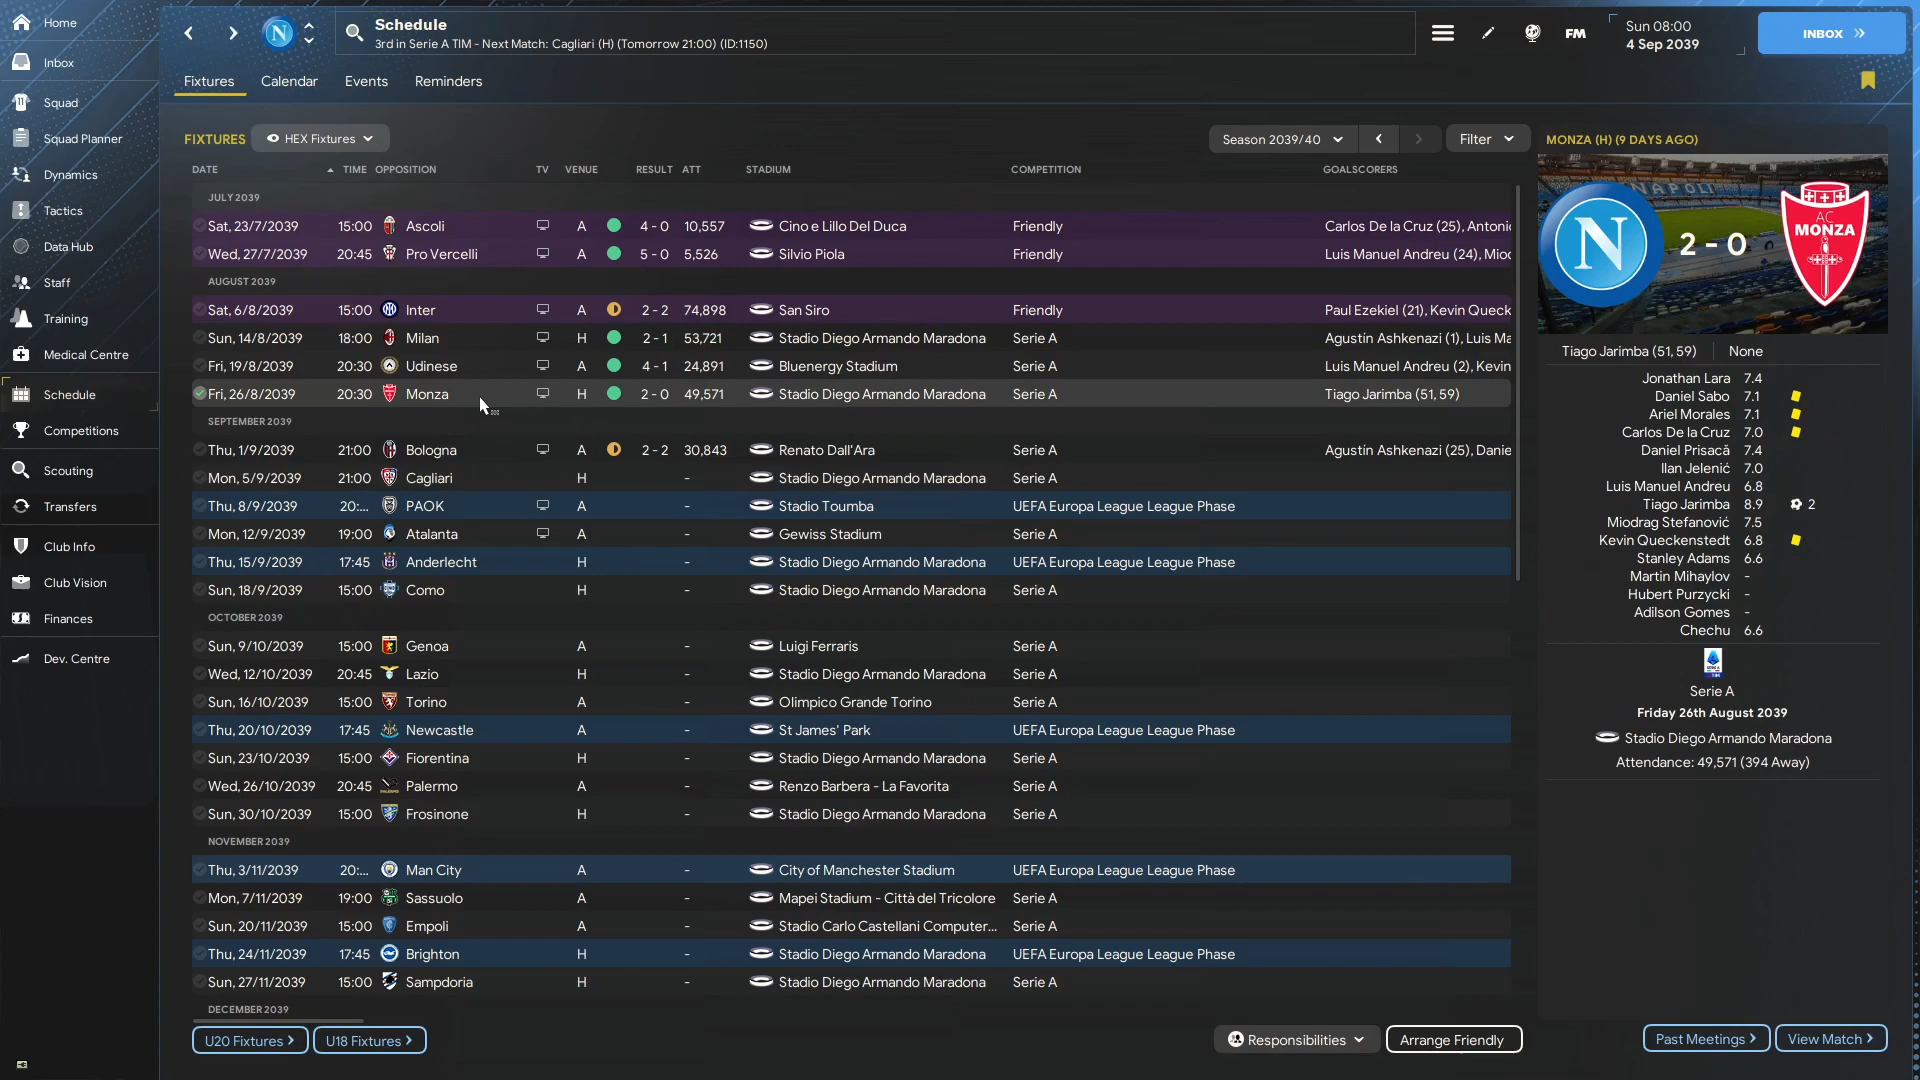 Home
Inbox
Squad
Squad Planner
Dynamics
Tactics
Data Hub
Staff
Training
Medical Centre
Schedule
Competitions
Scouting
Transfers
Club Info
Club Vision
Finances
Dev. Centre
Schedule
3rd in Serie A TIM - Next Match: Cagliari (H) (Tomorrow 21:00) (ID:1150)
FM
Sun 08:00
4 Sep 2039
INBOX
Fixtures Calendar Events Reminders
FIXTURES HEX Fixtures Season 2039/40 Filter
DATE TIME OPPOSITION TV VENUE RESULT ATT STADIUM COMPETITION GOALSCORERS
JULY 2039
Sat, 23/7/2039 15:00 Ascoli A 4 - 0 10,557 Cino e Lillo Del Duca Friendly Carlos De la Cruz (25), Antonio
Wed, 27/7/2039 20:45 Pro Vercelli A 5 - 0 5,526 Silvio Piola Friendly Luis Manuel Andreu (24), Mioc
AUGUST 2039
Sat, 6/8/2039 15:00 Inter A 2 - 2 74,898 San Siro Friendly Paul Ezekiel (21), Kevin Queck
Sun, 14/8/2039 18:00 Milan H 2 - 1 53,721 Stadio Diego Armando Maradona Serie A Agustín Ashkenazi (1), Luis Ma
Fri, 19/8/2039 20:30 Udinese A 4 - 1 24,891 Bluenergy Stadium Serie A Luis Manuel Andreu (2), Kevin
Fri, 26/8/2039 20:30 Monza H 2 - 0 49,571 Stadio Diego Armando Maradona Serie A Tiago Jarimba (51, 59)
SEPTEMBER 2039
Thu, 1/9/2039 21:00 Bologna A 2 - 2 30,843 Renato Dall'Ara Serie A Agustín Ashkenazi (25), Danie
Mon, 5/9/2039 21:00 Cagliari H - Stadio Diego Armando Maradona Serie A
Thu, 8/9/2039 20:... PAOK A - Stadio Toumba UEFA Europa League League Phase
Mon, 12/9/2039 19:00 Atalanta A - Gewiss Stadium Serie A
Thu, 15/9/2039 17:45 Anderlecht H - Stadio Diego Armando Maradona UEFA Europa League League Phase
Sun, 18/9/2039 15:00 Como H - Stadio Diego Armando Maradona Serie A
OCTOBER 2039
Sun, 9/10/2039 15:00 Genoa A - Luigi Ferraris Serie A
Wed, 12/10/2039 20:45 Lazio H - Stadio Diego Armando Maradona Serie A
Sun, 16/10/2039 15:00 Torino A - Olimpico Grande Torino Serie A
Thu, 20/10/2039 17:45 Newcastle A - St James' Park UEFA Europa League League Phase
Sun, 23/10/2039 15:00 Fiorentina H - Stadio Diego Armando Maradona Serie A
Wed, 26/10/2039 20:45 Palermo A - Renzo Barbera - La Favorita Serie A
Sun, 30/10/2039 15:00 Frosinone H - Stadio Diego Armando Maradona Serie A
NOVEMBER 2039
Thu, 3/11/2039 20:... Man City A - City of Manchester Stadium UEFA Europa League League Phase
Mon, 7/11/2039 19:00 Sassuolo A - Mapei Stadium - Città del Tricolore Serie A
Sun, 20/11/2039 15:00 Empoli A - Stadio Carlo Castellani Computer... Serie A
Thu, 24/11/2039 17:45 Brighton H - Stadio Diego Armando Maradona UEFA Europa League League Phase
Sun, 27/11/2039 15:00 Sampdoria H - Stadio Diego Armando Maradona Serie A
DECEMBER 2039
U20 Fixtures U18 Fixtures Responsibilities Arrange Friendly
MONZA (H) (9 DAYS AGO)
NAPOLI
N 2 - 0 AC MONZA
Tiago Jarimba (51, 59) None
Jonathan Lara 7.4
Daniel Sabo 7.1
Ariel Morales 7.1
Carlos De la Cruz 7.0
Daniel Prisacă 7.4
Ilan Jelenić 7.0
Luis Manuel Andreu 6.8
Tiago Jarimba 8.9 2
Miodrag Stefanović 7.5
Kevin Queckenstedt 6.8
Stanley Adams 6.6
Martin Mihaylov -
Hubert Purzycki -
Adilson Gomes -
Chechu 6.6
Serie A
Friday 26th August 2039
Stadio Diego Armando Maradona
Attendance: 49,571 (394 Away)
Past Meetings View Match